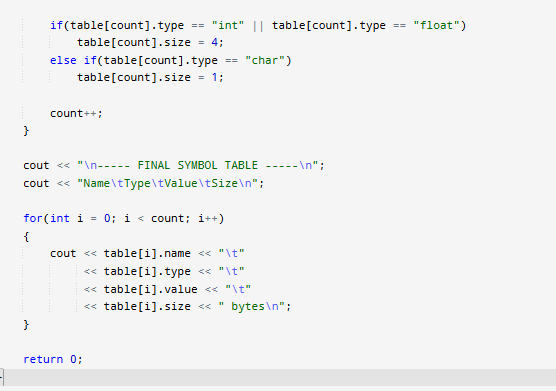 if(table[count].type == "int" || table[count].type == "float")
table[count].size = 4;
else if(table[count].type == "char")
table[count].size = 1;
count++;
}
cout << "\n----- FINAL SYMBOL TABLE -----\n";
cout << "Name\tType\tValue\tSize\n";
for(int i = 0; i < count; i++)
{
cout << table[i].name << "\t"
<< table[i].type << "\t"
<< table[i].value << "\t"
<< table[i].size << " bytes\n";
}
return 0;